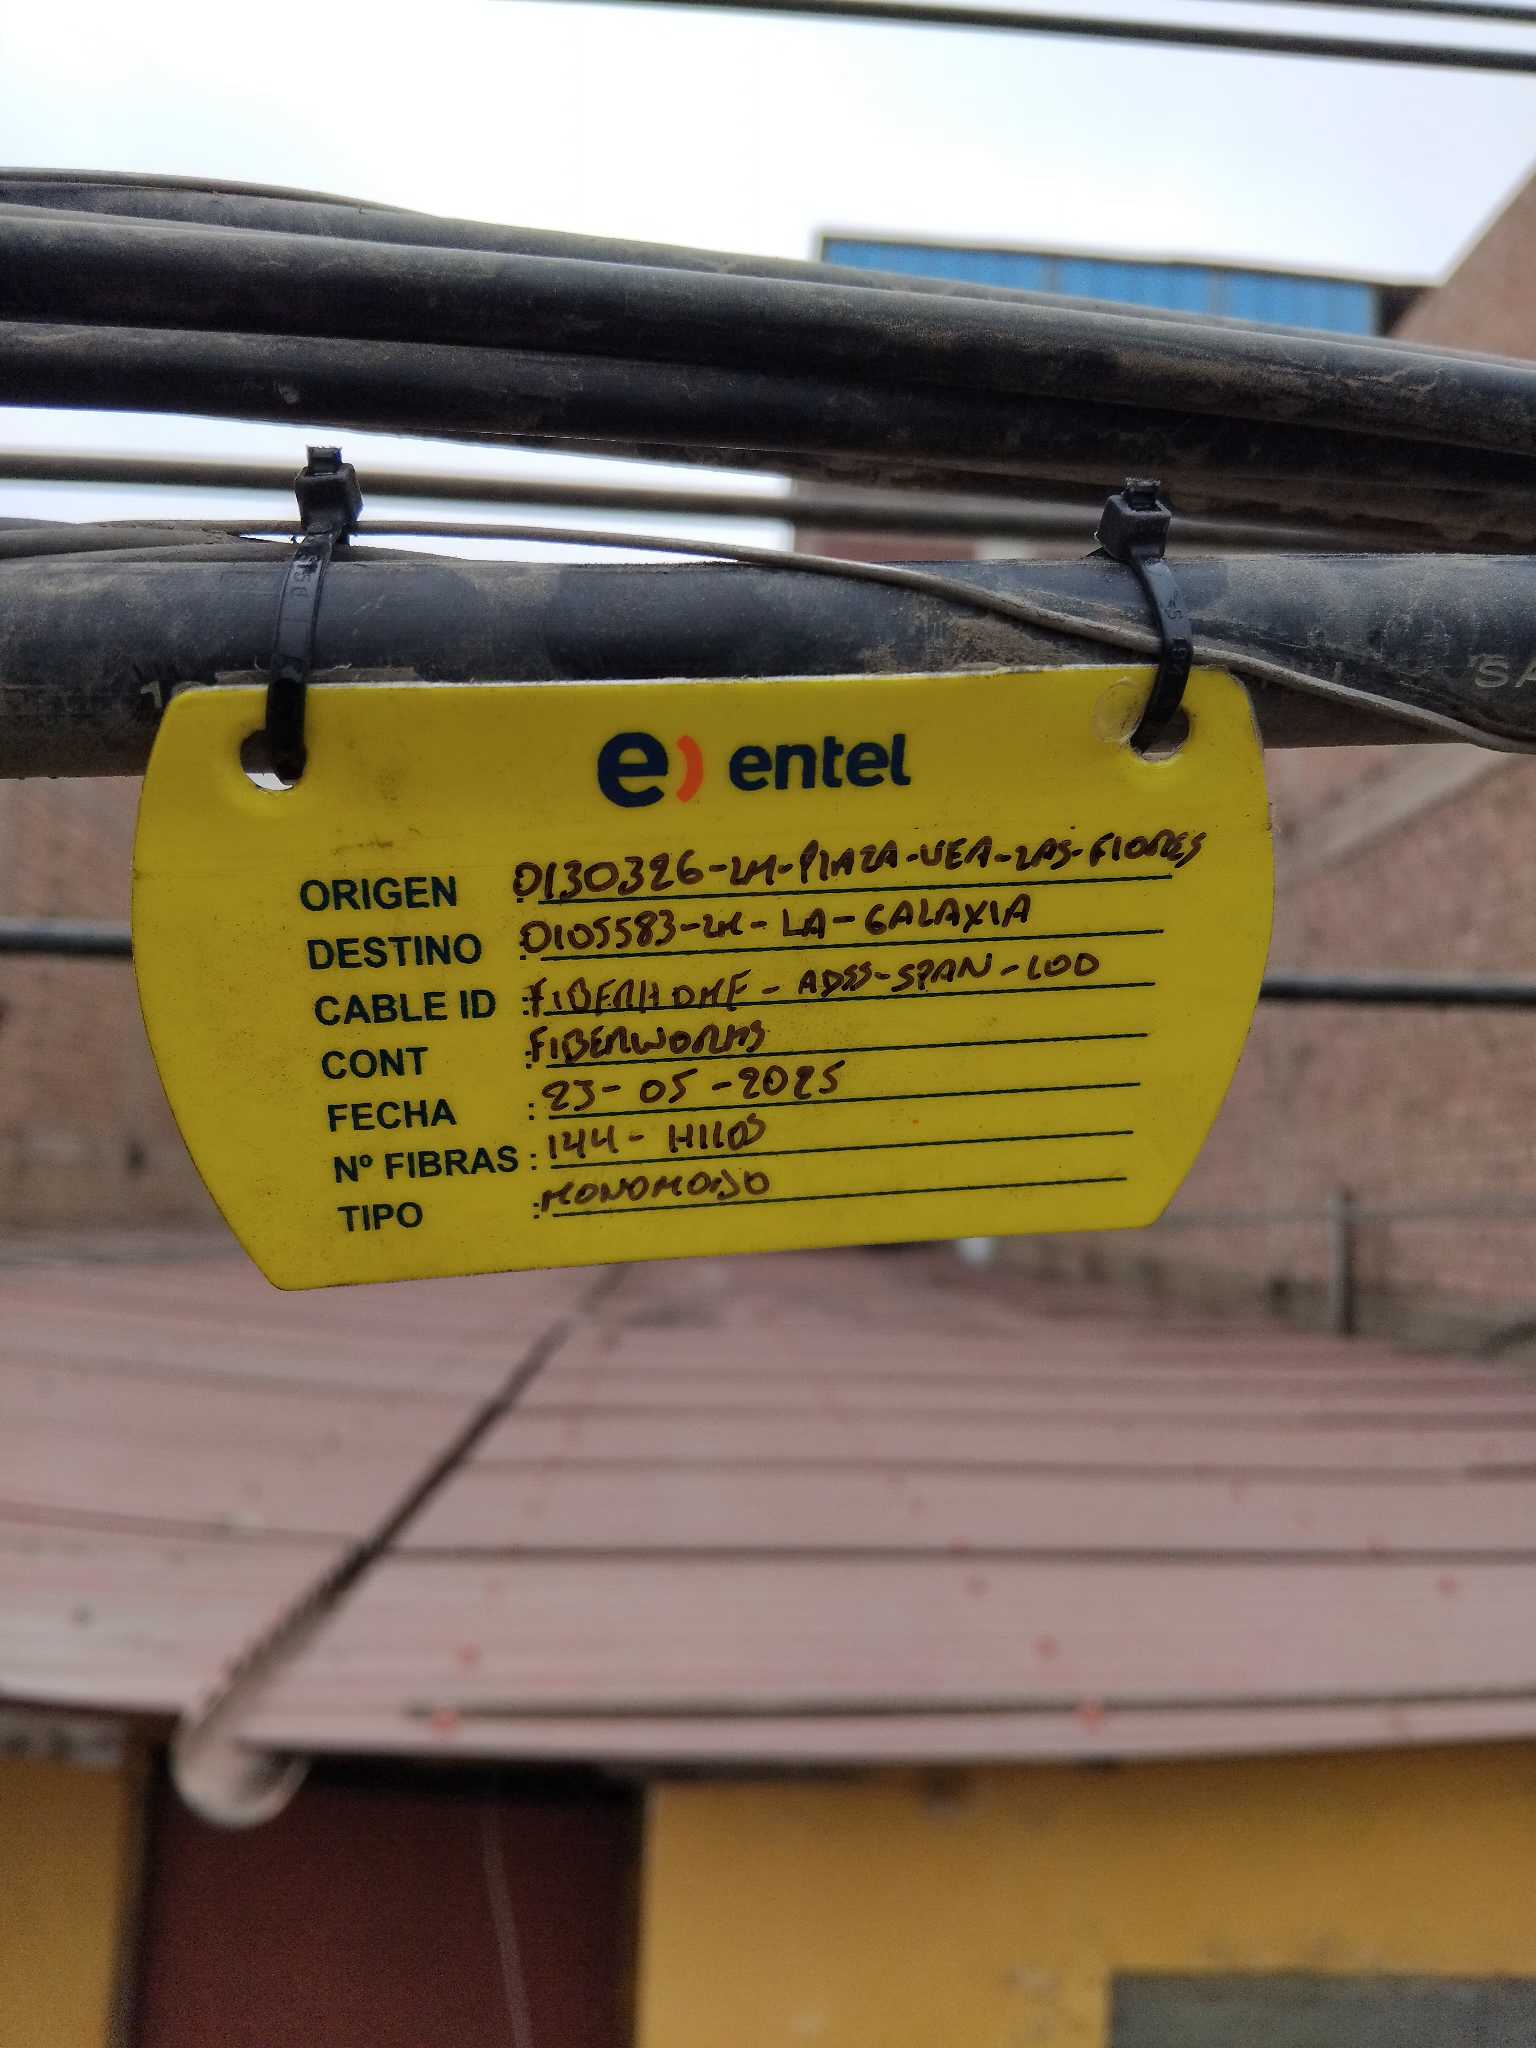 e) entel
ORIGEN : 0130326-LM-PLAZA-VEA-LAS-FLORES
DESTINO : 0105583-LM-LA-GALAXIA
CABLE ID : FIBERHOME-ADSS-SPAN-100
CONT : FIBERWORKS
FECHA : 23-05-2025
Nº FIBRAS : 144-HILOS
TIPO : MONOMODO
SA